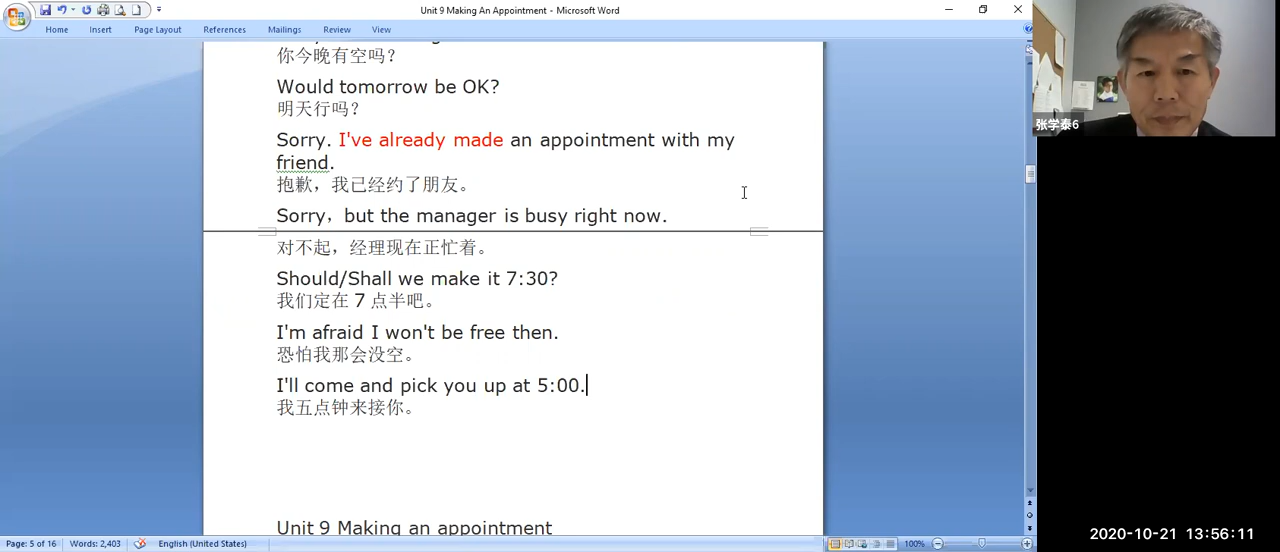 Unit 9 Making An Appointment - Microsoft Word
Home Insert Page Layout References Mailings Review View
你今晚有空吗？
Would tomorrow be OK?
明天行吗？
Sorry. I've already made an appointment with my
friend.
抱歉，我已经约了朋友。
Sorry，but the manager is busy right now.
对不起，经理现在正忙着。
Should/Shall we make it 7:30?
我们定在 7 点半吧。
I'm afraid I won't be free then.
恐怕我那会没空。
I'll come and pick you up at 5:00.
我五点钟来接你。
Unit 9 Making an appointment
Page: 5 of 16 Words: 2,403 English (United States) 100%
张学泰6
2020-10-21 13:56:11